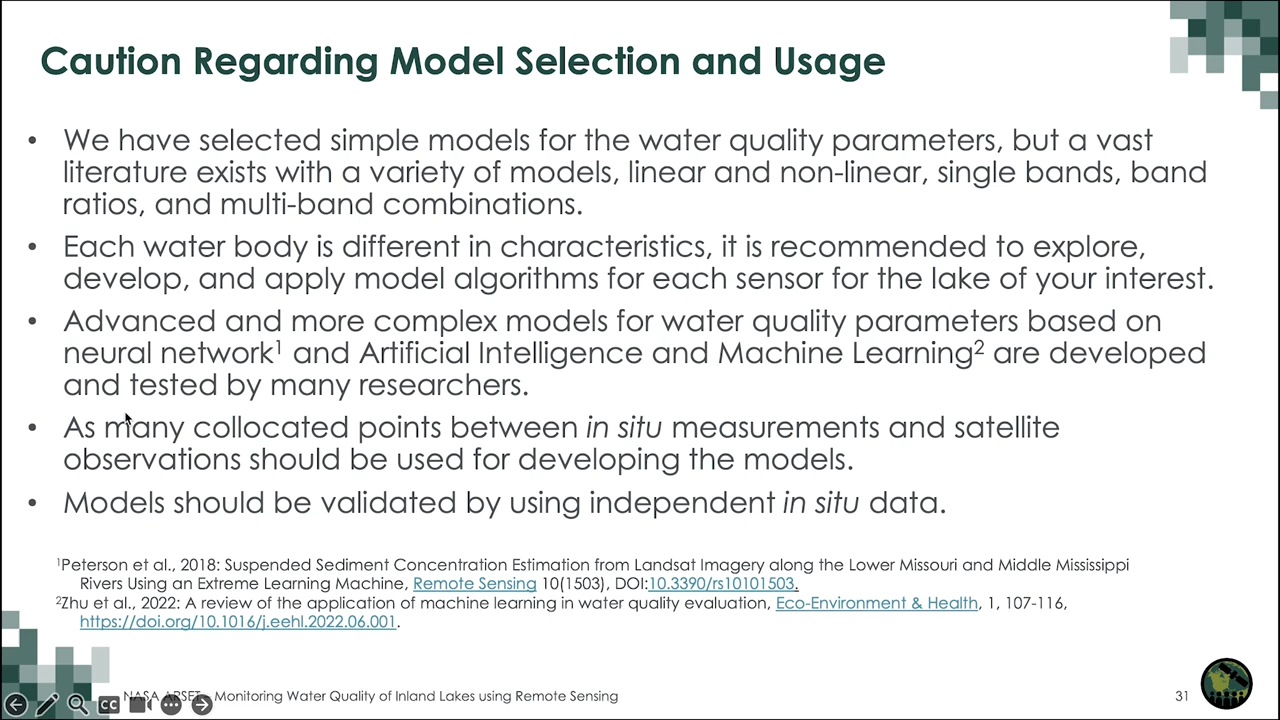 Caution Regarding Model Selection and Usage
• We have selected simple models for the water quality parameters, but a vast
literature exists with a variety of models, linear and non-linear, single bands, band
ratios, and multi-band combinations.
• Each water body is different in characteristics, it is recommended to explore,
develop, and apply model algorithms for each sensor for the lake of your interest.
• Advanced and more complex models for water quality parameters based on
neural network¹ and Artificial Intelligence and Machine Learning² are developed
and tested by many researchers.
• As many collocated points between in situ measurements and satellite
observations should be used for developing the models.
• Models should be validated by using independent in situ data.
¹Peterson et al., 2018: Suspended Sediment Concentration Estimation from Landsat Imagery along the Lower Missouri and Middle Mississippi
Rivers Using an Extreme Learning Machine, Remote Sensing 10(1503), DOI:10.3390/rs10101503.
²Zhu et al., 2022: A review of the application of machine learning in water quality evaluation, Eco-Environment & Health, 1, 107-116,
https://doi.org/10.1016/j.eehl.2022.06.001.
CC
NASA ARSET – Monitoring Water Quality of Inland Lakes using Remote Sensing
31